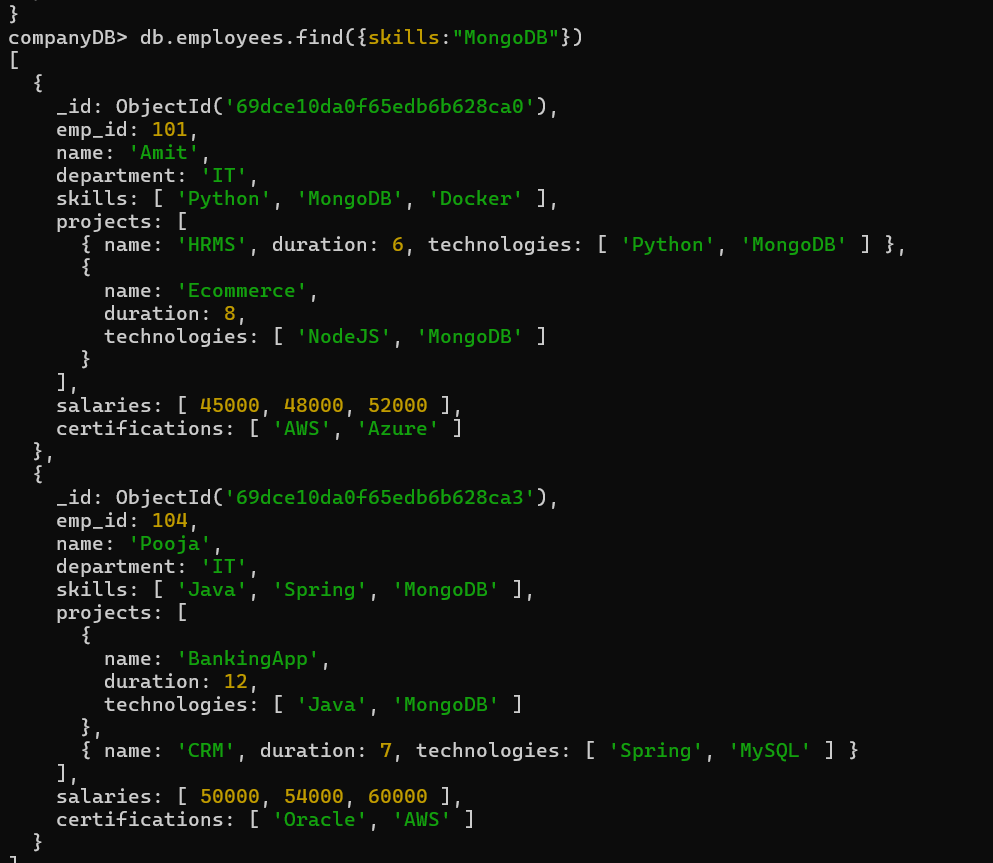 }
companyDB> db.employees.find({skills:"MongoDB"})
[
  {
    _id: ObjectId('69dce10da0f65edb6b628ca0'),
    emp_id: 101,
    name: 'Amit',
    department: 'IT',
    skills: [ 'Python', 'MongoDB', 'Docker' ],
    projects: [
      { name: 'HRMS', duration: 6, technologies: [ 'Python', 'MongoDB' ] },
      {
        name: 'Ecommerce',
        duration: 8,
        technologies: [ 'NodeJS', 'MongoDB' ]
      }
    ],
    salaries: [ 45000, 48000, 52000 ],
    certifications: [ 'AWS', 'Azure' ]
  },
  {
    _id: ObjectId('69dce10da0f65edb6b628ca3'),
    emp_id: 104,
    name: 'Pooja',
    department: 'IT',
    skills: [ 'Java', 'Spring', 'MongoDB' ],
    projects: [
      {
        name: 'BankingApp',
        duration: 12,
        technologies: [ 'Java', 'MongoDB' ]
      },
      { name: 'CRM', duration: 7, technologies: [ 'Spring', 'MySQL' ] }
    ],
    salaries: [ 50000, 54000, 60000 ],
    certifications: [ 'Oracle', 'AWS' ]
  }
]